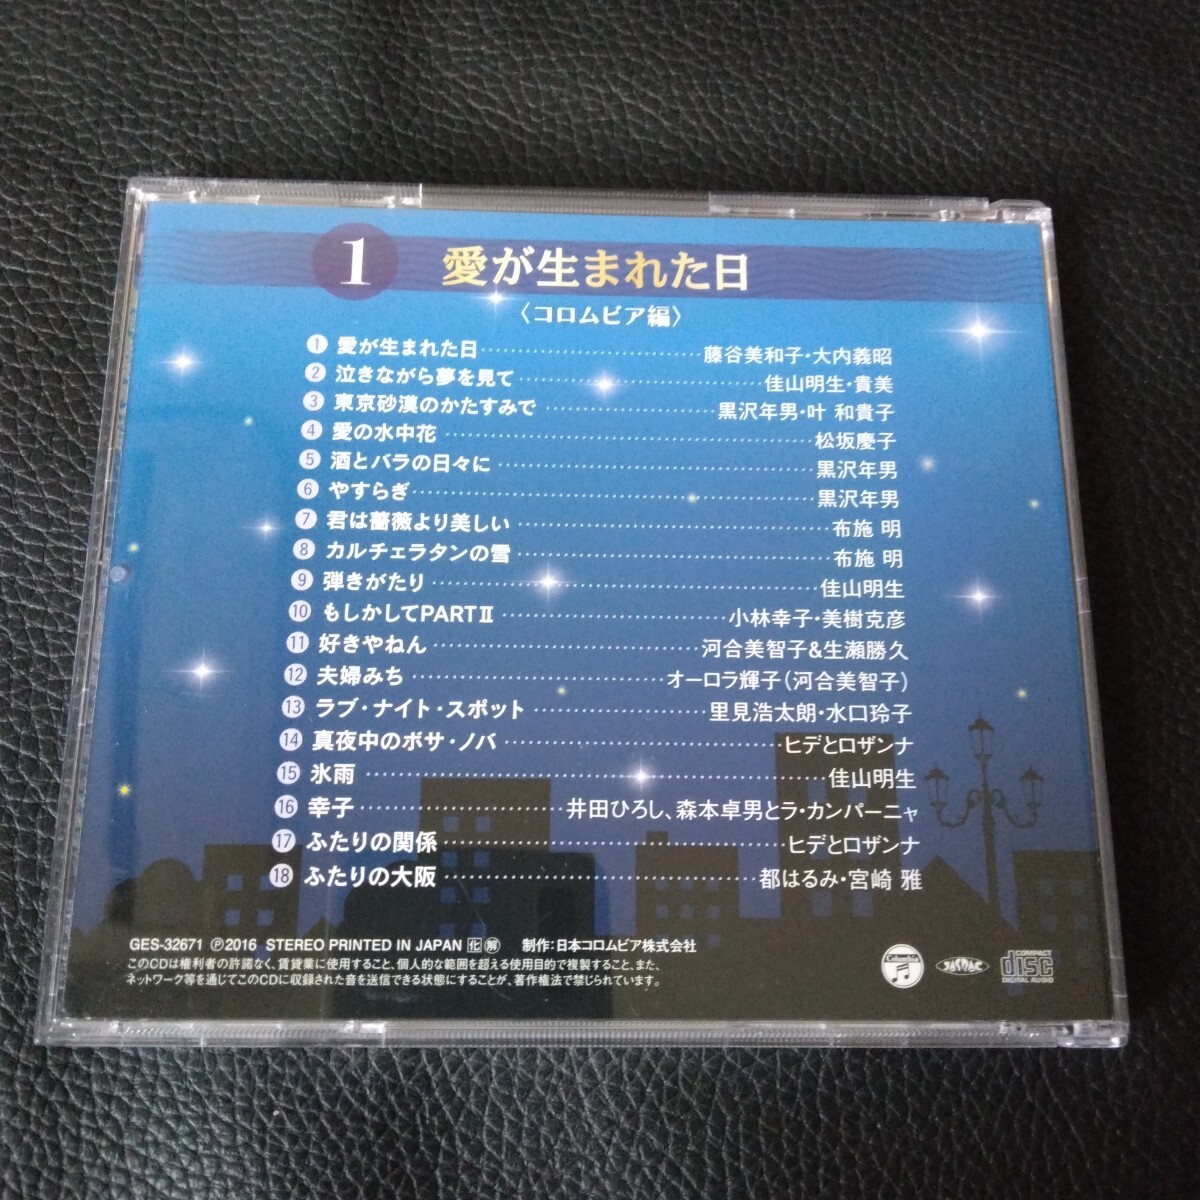 1 愛が生まれた日
〈コロムビア編〉
1 愛が生まれた日 藤谷美和子・大内義昭
2 泣きながら夢を見て 佳山明生・貴美
3 東京砂漠のかたすみで 黒沢年男・叶 和貴子
4 愛の水中花 松坂慶子
5 酒とバラの日々に 黒沢年男
6 やすらぎ 黒沢年男
7 君は薔薇より美しい 布施 明
8 カルチェラタンの雪 布施 明
9 弾きがたり 佳山明生
10 もしかしてPARTⅡ 小林幸子・美樹克彦
11 好きやねん 河合美智子&生瀬勝久
12 夫婦みち オーロラ輝子(河合美智子)
13 ラブ・ナイト・スポット 里見浩太朗・水口玲子
14 真夜中のボサ・ノバ ヒデとロザンナ
15 氷雨 佳山明生
16 幸子 井田ひろし、森本卓男とラ・カンパーニャ
17 ふたりの関係 ヒデとロザンナ
18 ふたりの大阪 都はるみ・宮崎 雅
GES-32671 ℗2016 STEREO PRINTED IN JAPAN 化 解 制作:日本コロムビア株式会社
このCDは権利者の許諾なく、賃貸業に使用すること、個人的な範囲を超える使用目的で複製すること、また、
ネットワーク等を通じてこのCDに収録された音を送信できる状態にすることが、著作権法で禁じられています。
Columbia
JASRAC
COMPACT
disc
DIGITAL AUDIO